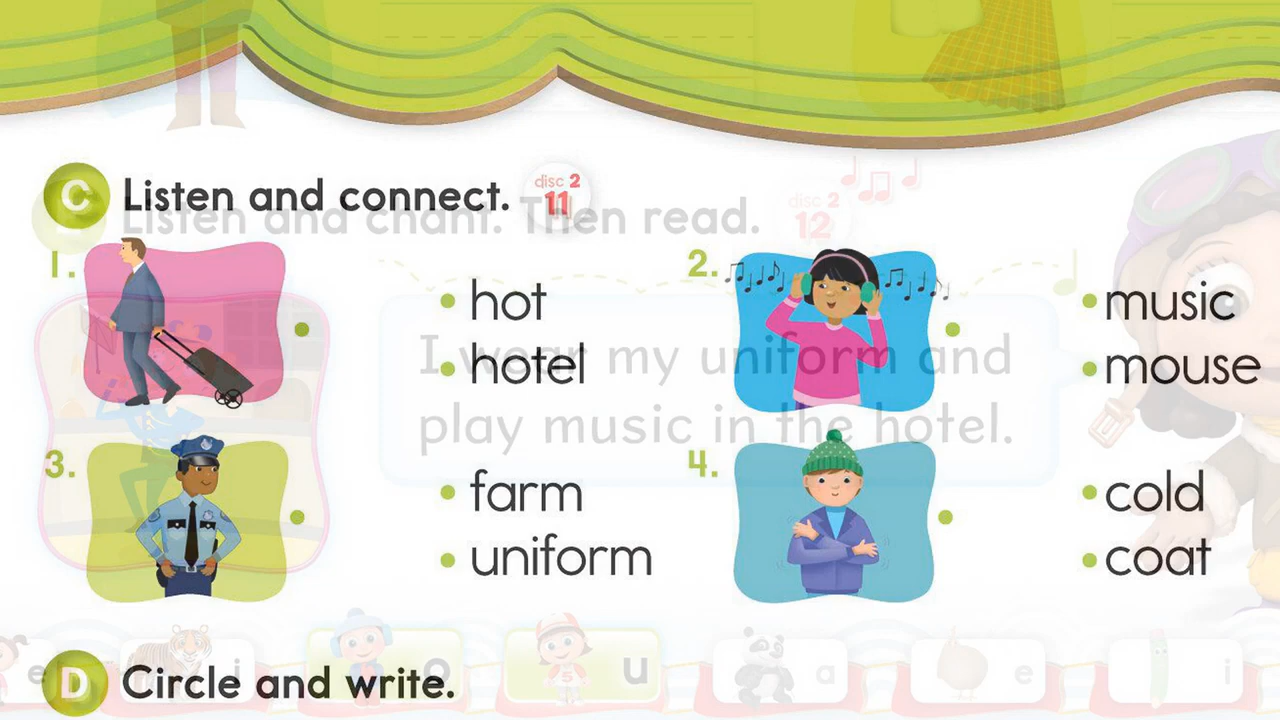 C Listen and connect. disc 2 11
Listen and chant. Then read. disc 2 12
1.
hot
hotel
2.
music
mouse
I wear my uniform and
play music in the hotel.
3.
farm
uniform
4.
cold
coat
e i o u a e i
D Circle and write.